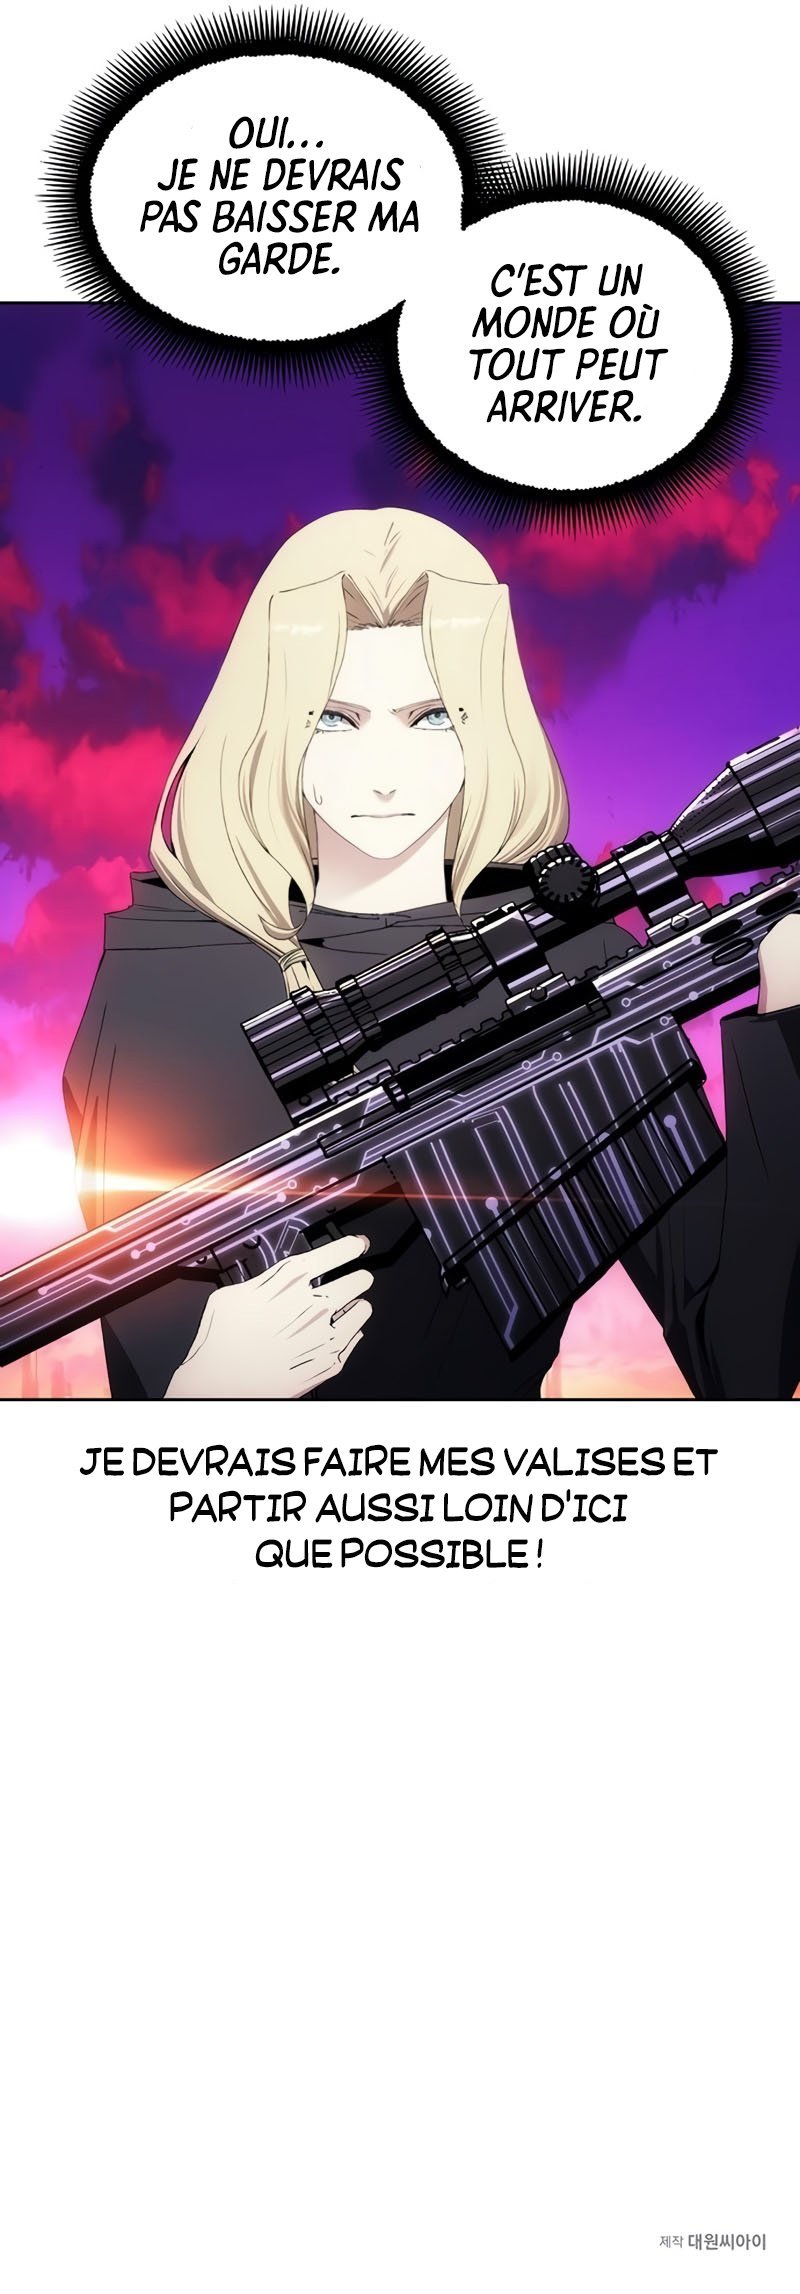 OUI...
JE NE DEVRAIS
PAS BAISSER MA
GARDE.
C'EST UN
MONDE OÙ
TOUT PEUT
ARRIVER.
JE DEVRAIS FAIRE MES VALISES ET
PARTIR AUSSI LOIN D'ICI
QUE POSSIBLE !
제작 대원씨아이